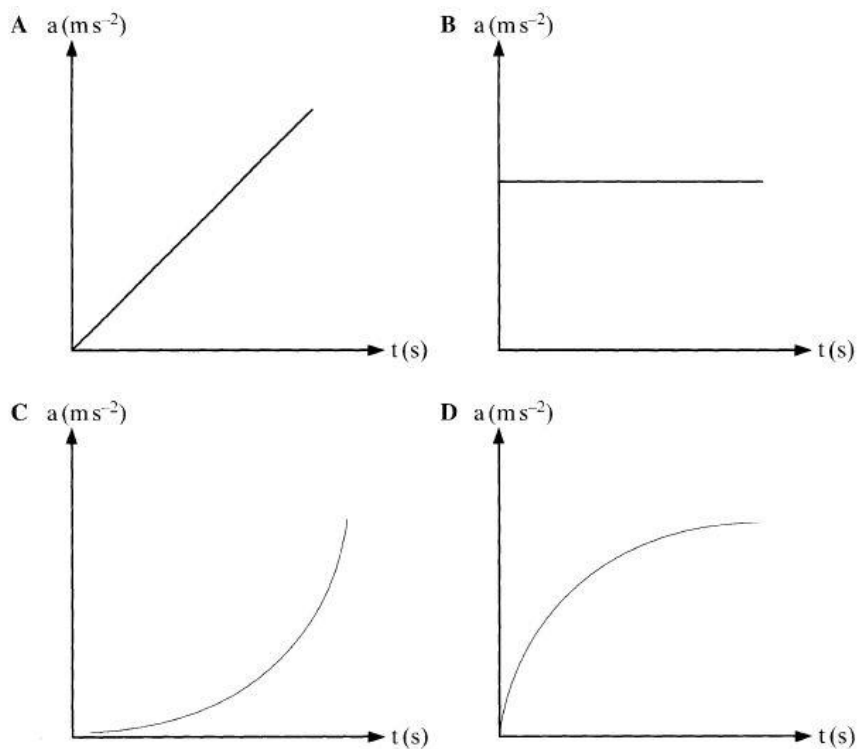 A a (m s⁻²)
B a (m s⁻²)
t (s)
t (s)
C a (m s⁻²)
D a (m s⁻²)
t (s)
t (s)